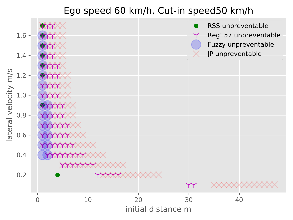 Ego speed 60 km/h. Cut-in speed50 km/h
RSS unpreventable
unpreventable
Fuzzy unpreventable
unpreventable
lateral velocity m/s
1.6
1.4
1.2
1.0
0.8
0.6
0.4
0.2
0
10
20
30
40
initial distance m